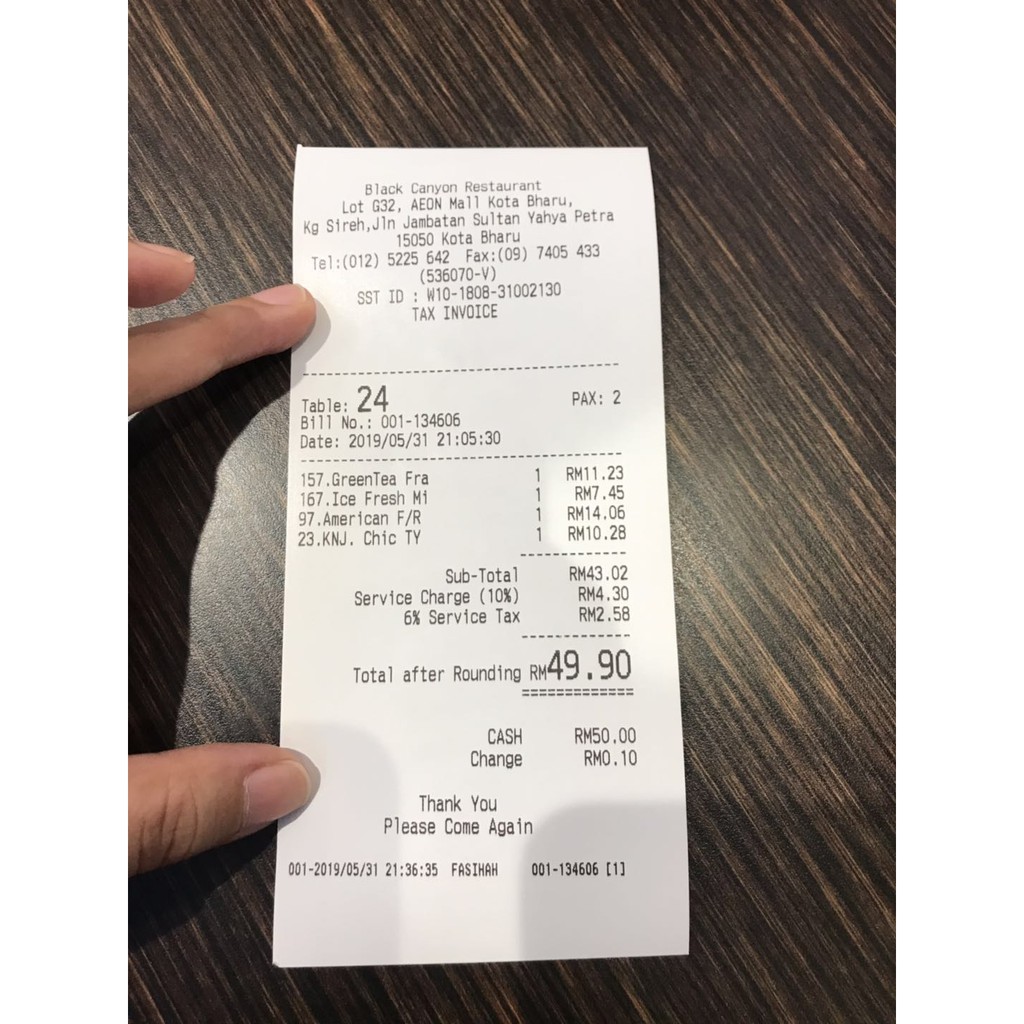 Black Canyon Restaurant
Lot G32, AEON Mall Kota Bharu,
Kg Sireh,Jln Jambatan Sultan Yahya Petra
15050 Kota Bharu
Tel:(012) 5225 642 Fax:(09) 7405 433
(536070-V)
SST ID : W10-1808-31002130
TAX INVOICE
Table: 24 PAX: 2
Bill No.: 001-134606
Date: 2019/05/31 21:05:30
157.GreenTea Fra 1 RM11.23
167.Ice Fresh Mi 1 RM7.45
97.American F/R 1 RM14.06
23.KNJ. Chic TY 1 RM10.28
Sub-Total RM43.02
Service Charge (10%) RM4.30
6% Service Tax RM2.58
Total after Rounding RM49.90
CASH RM50.00
Change RM0.10
Thank You
Please Come Again
001-2019/05/31 21:36:35 FASIHAH 001-134606 [1]